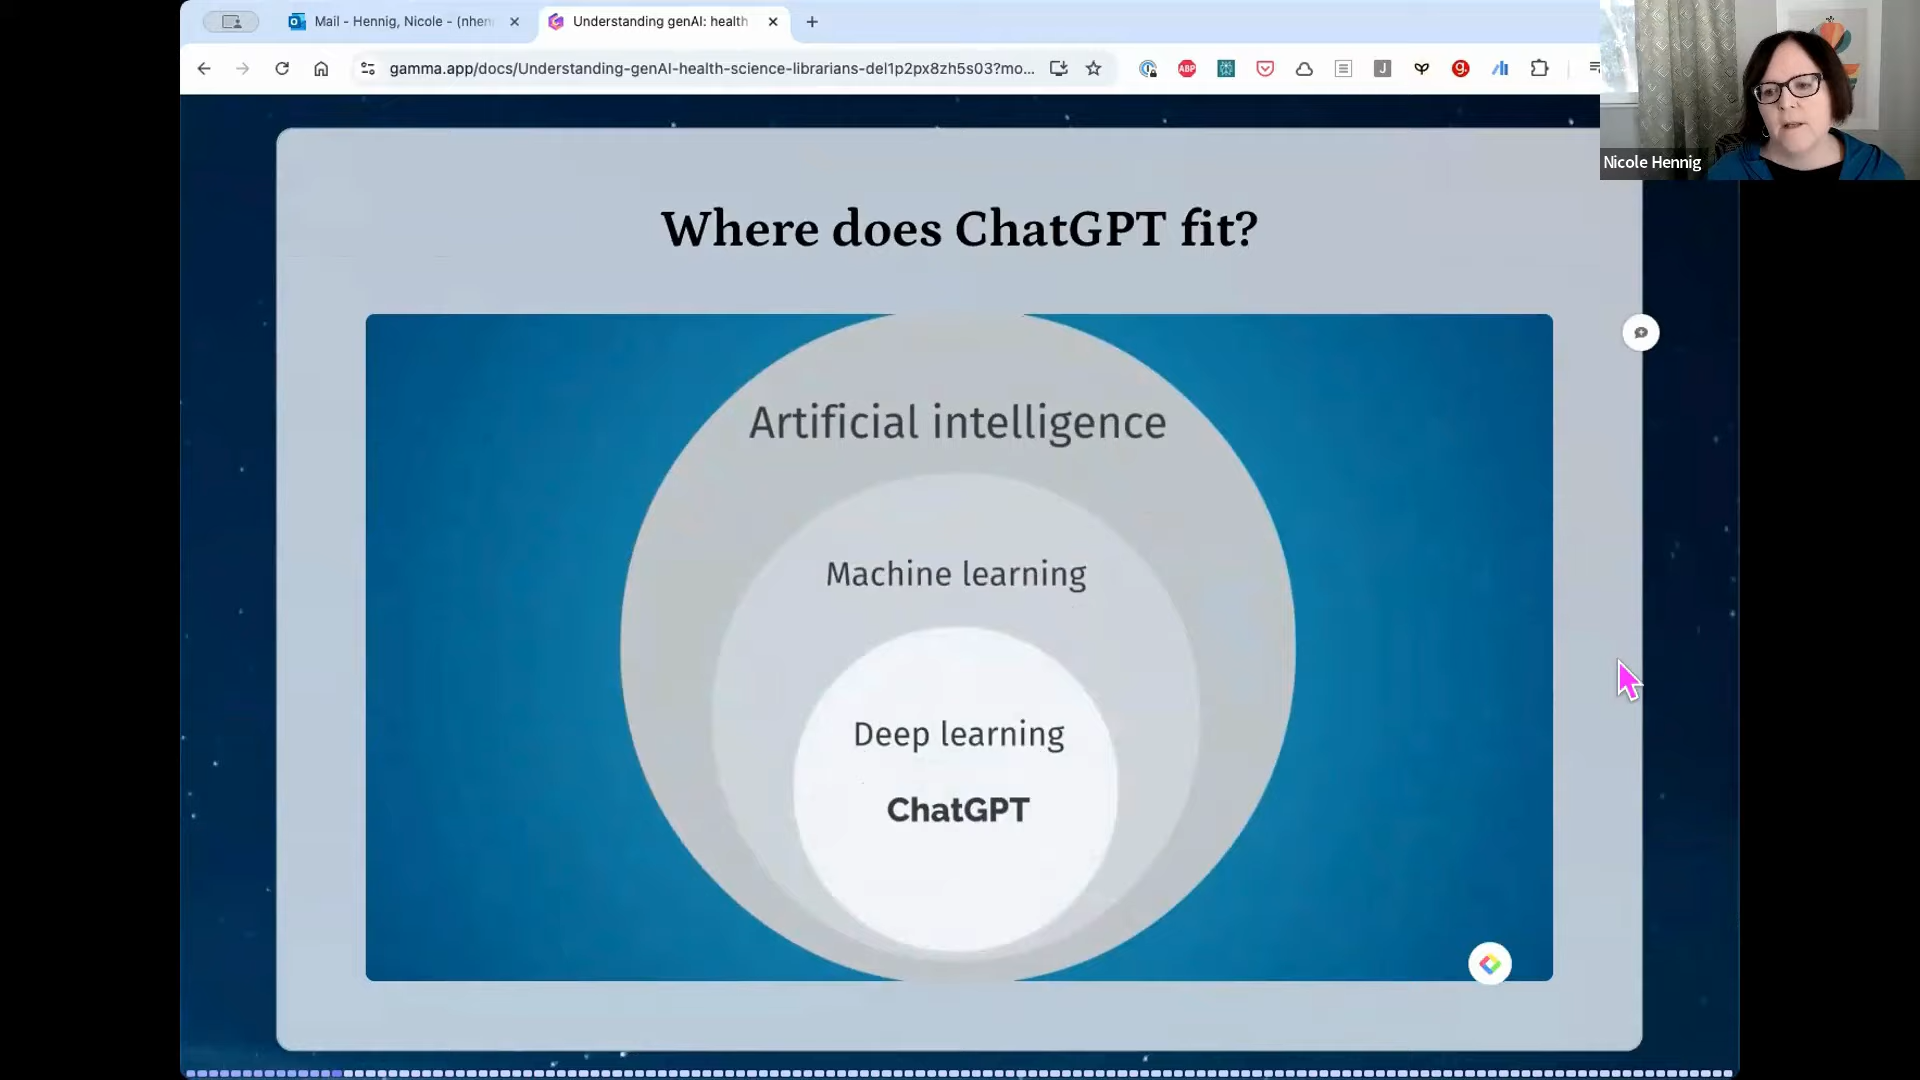 Mail - Hennig, Nicole - (nhen
Understanding genAI: health
gamma.app/docs/Understanding-genAI-health-science-librarians-del1p2px8zh5s03?mo...
ABP
J
g.
Nicole Hennig
Where does ChatGPT fit?
Artificial intelligence
Machine learning
Deep learning
ChatGPT